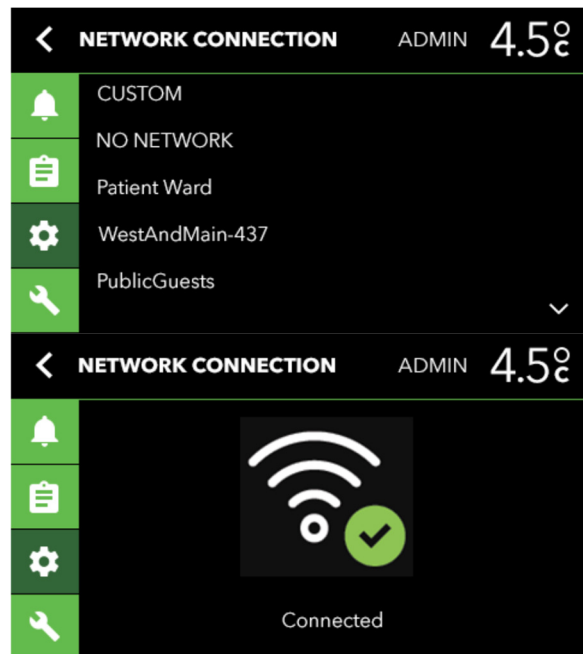 NETWORK CONNECTION ADMIN 4.5°C
CUSTOM
NO NETWORK
Patient Ward
WestAndMain-437
PublicGuests
NETWORK CONNECTION ADMIN 4.5°C
Connected